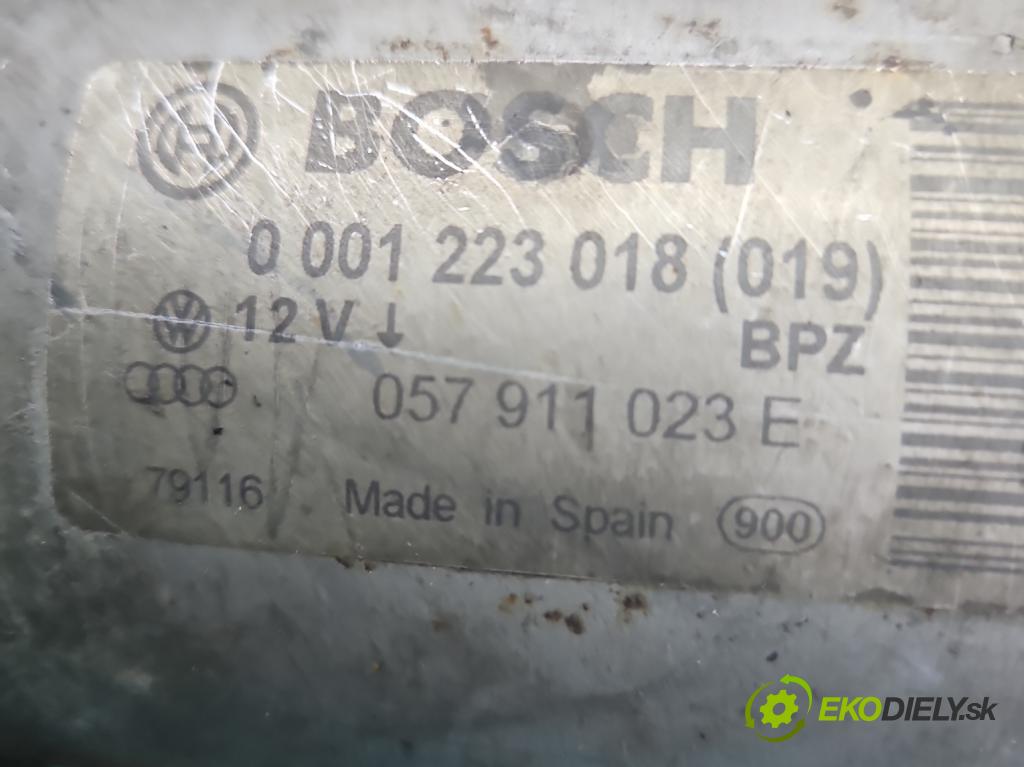 BOSCH
0 001 223 018 (019)
12 V ↓ BPZ
057 911 023 E
79116 Made in Spain 900
EKODIELY.sk